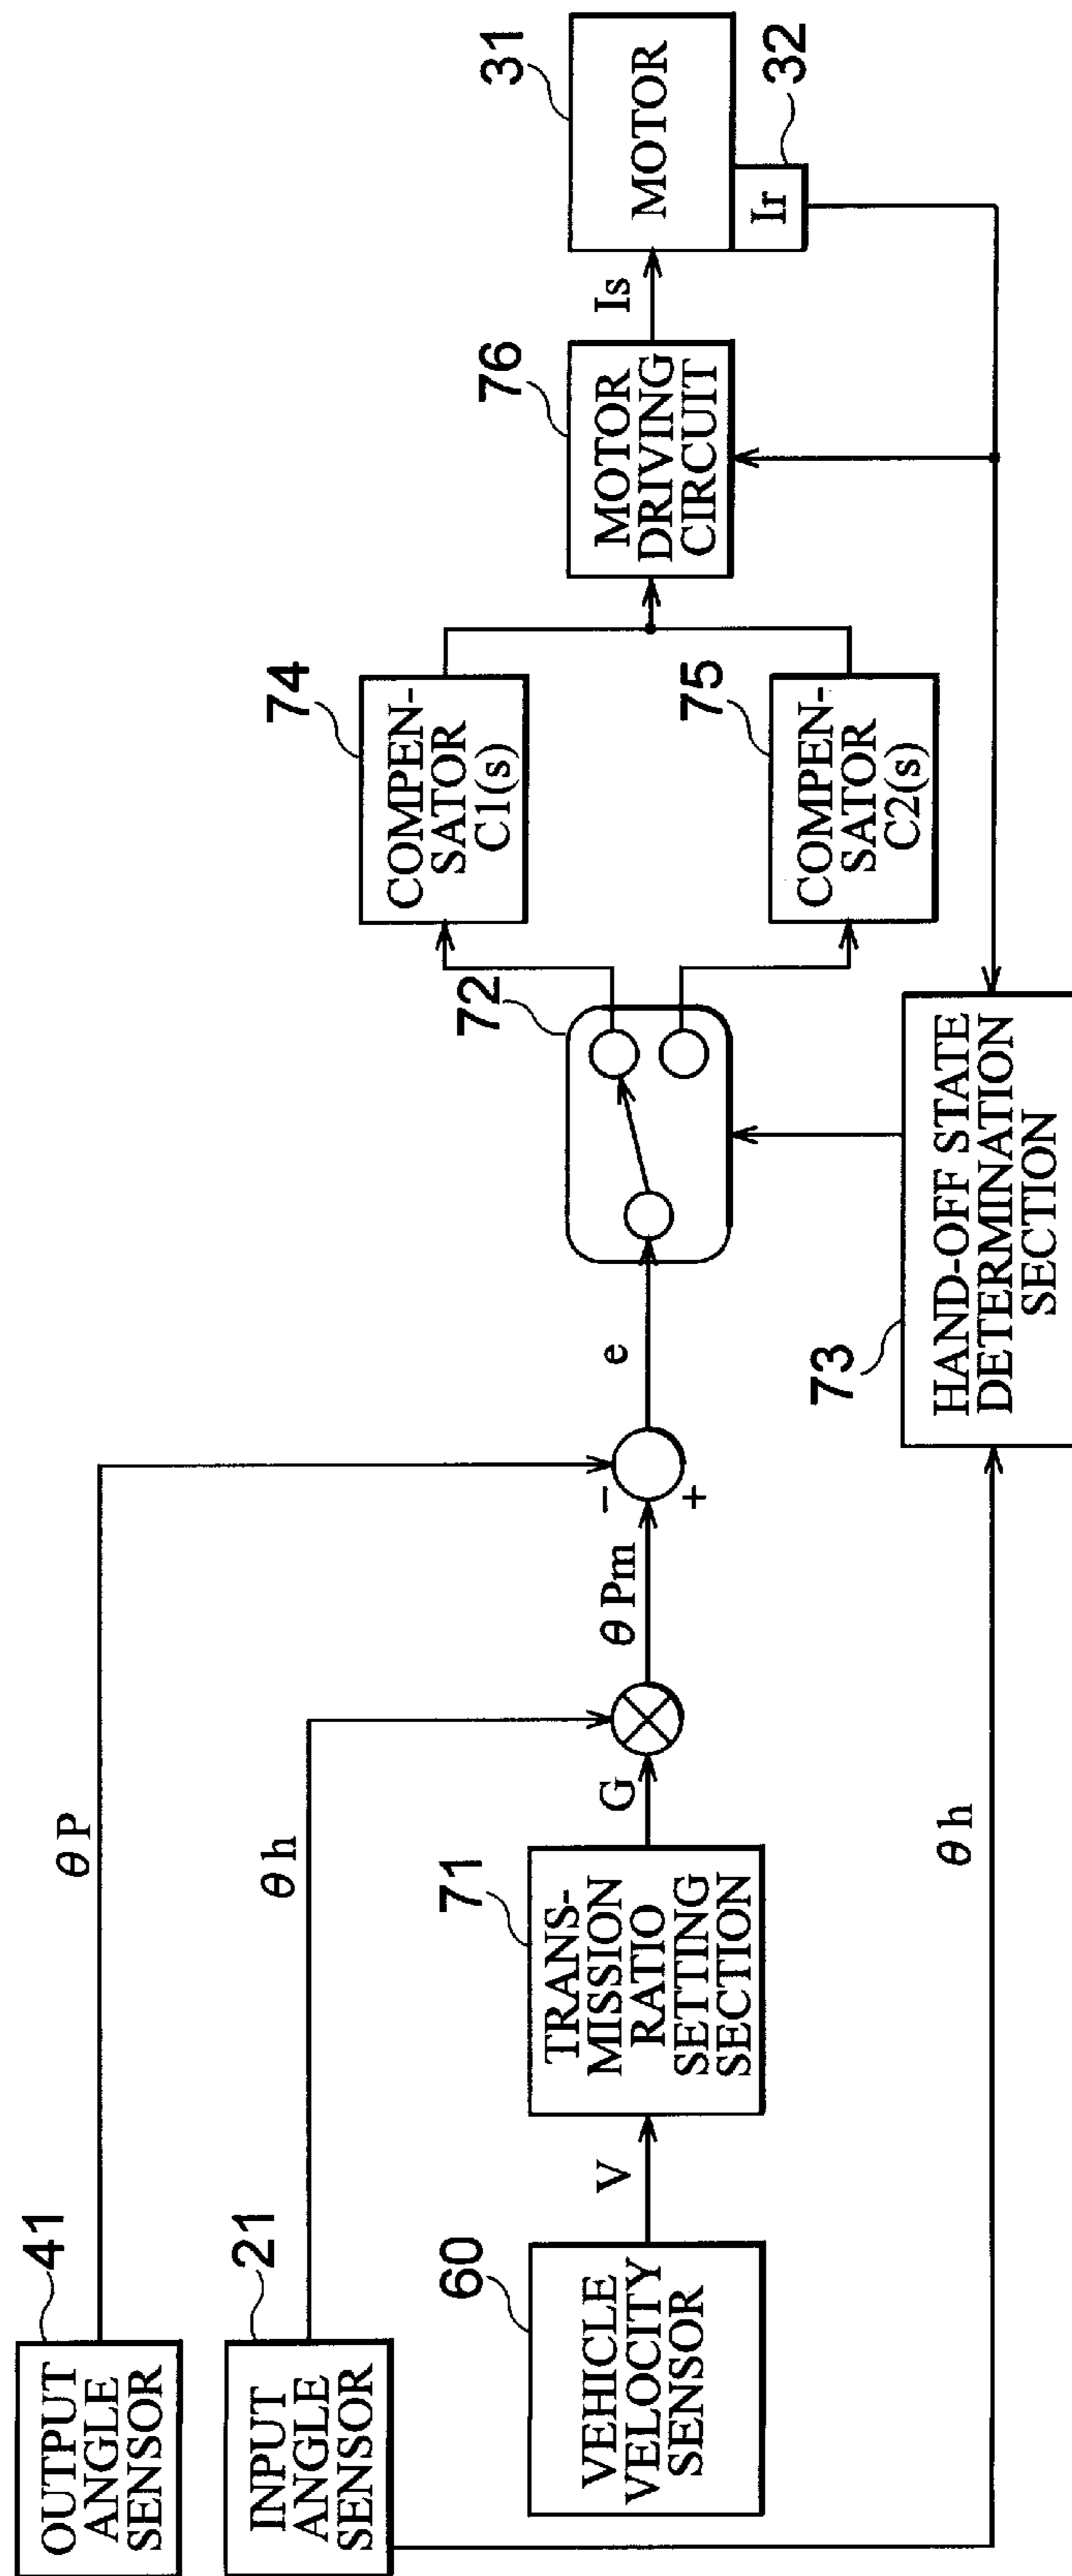 OUTPUT
ANGLE
SENSOR
41
θP
INPUT
ANGLE
SENSOR
21
θh
VEHICLE
VELOCITY
SENSOR
60
V
TRANS-
MISSION
RATIO
SETTING
SECTION
71
G
θPm
−
+
e
72
COMPEN-
SATOR
C1(s)
74
COMPEN-
SATOR
C2(s)
75
MOTOR
DRIVING
CIRCUIT
76
Is
MOTOR
31
Ir
32
θh
HAND-OFF STATE
DETERMINATION
SECTION
73